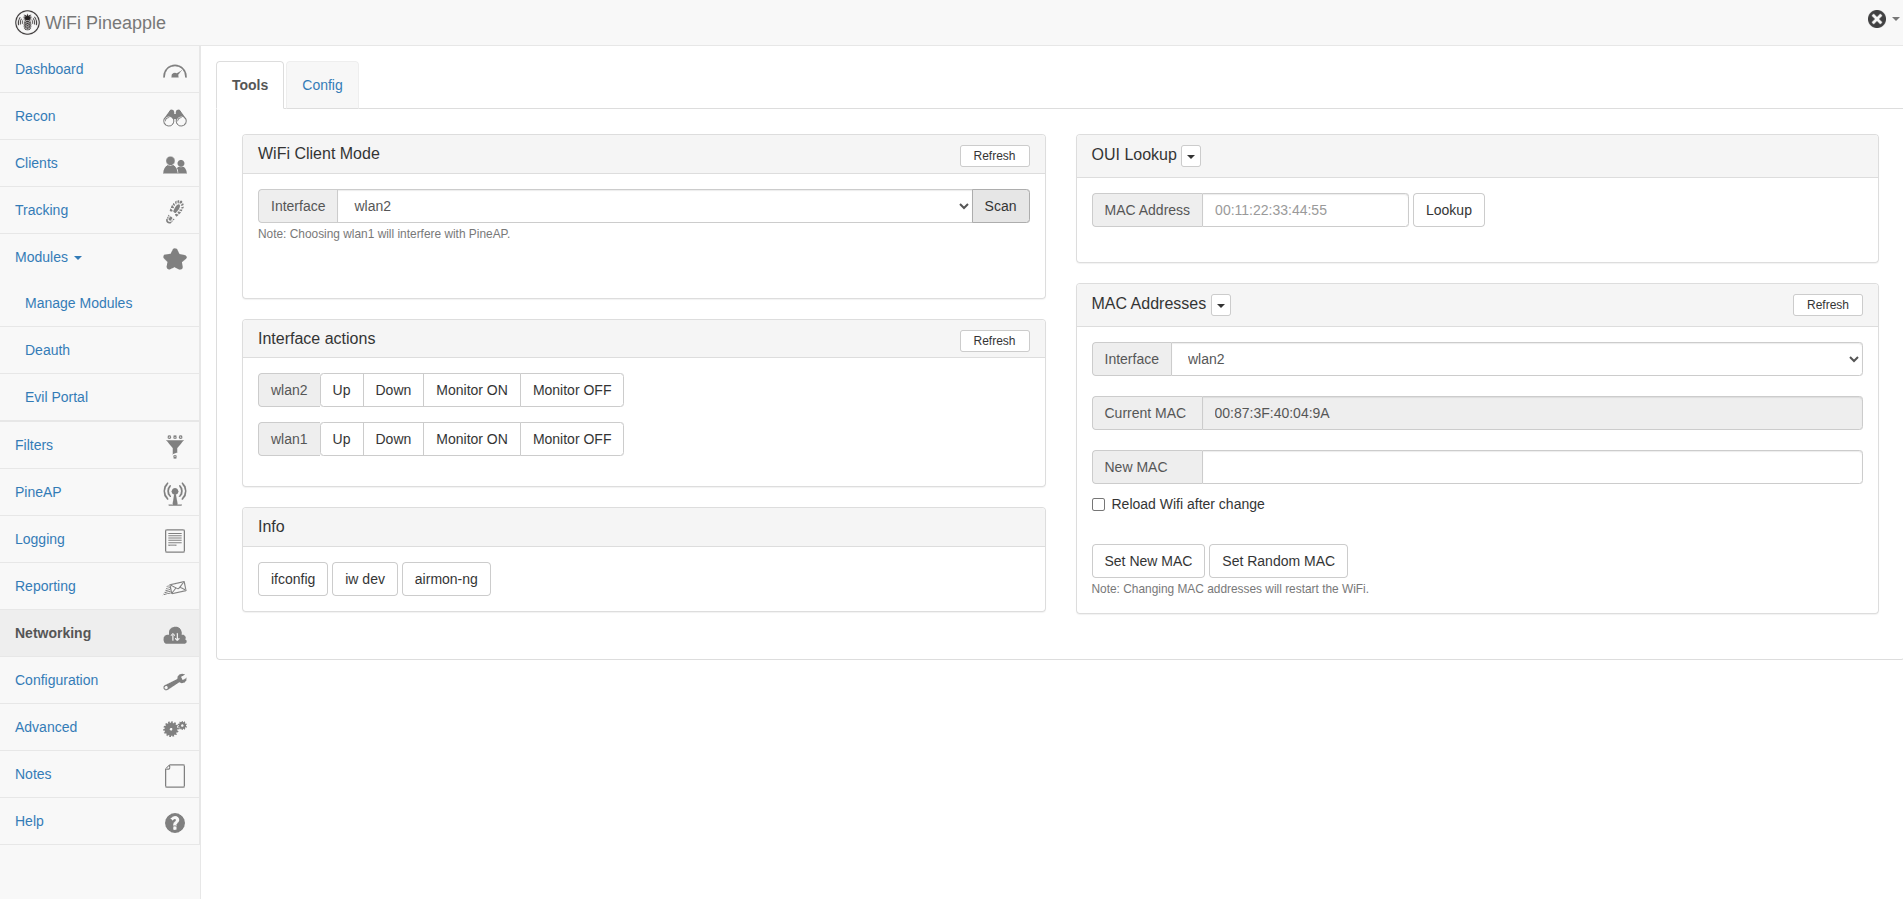 WiFi Pineapple
Dashboard
Recon
Clients
Tracking
Modules
Manage Modules
Deauth
Evil Portal
Filters
PineAP
Logging
Reporting
Networking
Configuration
Advanced
Notes
Help
Tools Config
WiFi Client Mode Refresh
Interface wlan2 Scan
Note: Choosing wlan1 will interfere with PineAP.
Interface actions Refresh
wlan2 Up Down Monitor ON Monitor OFF
wlan1 Up Down Monitor ON Monitor OFF
Info
ifconfig iw dev airmon-ng
OUI Lookup
MAC Address 00:11:22:33:44:55 Lookup
MAC Addresses Refresh
Interface wlan2
Current MAC 00:87:3F:40:04:9A
New MAC
Reload Wifi after change
Set New MAC Set Random MAC
Note: Changing MAC addresses will restart the WiFi.